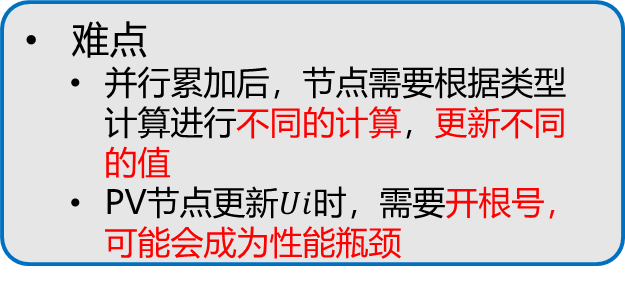 • 难点
• 并行累加后，节点需要根据类型
计算进行不同的计算，更新不同
的值
• PV节点更新Ui时，需要开根号，
可能会成为性能瓶颈